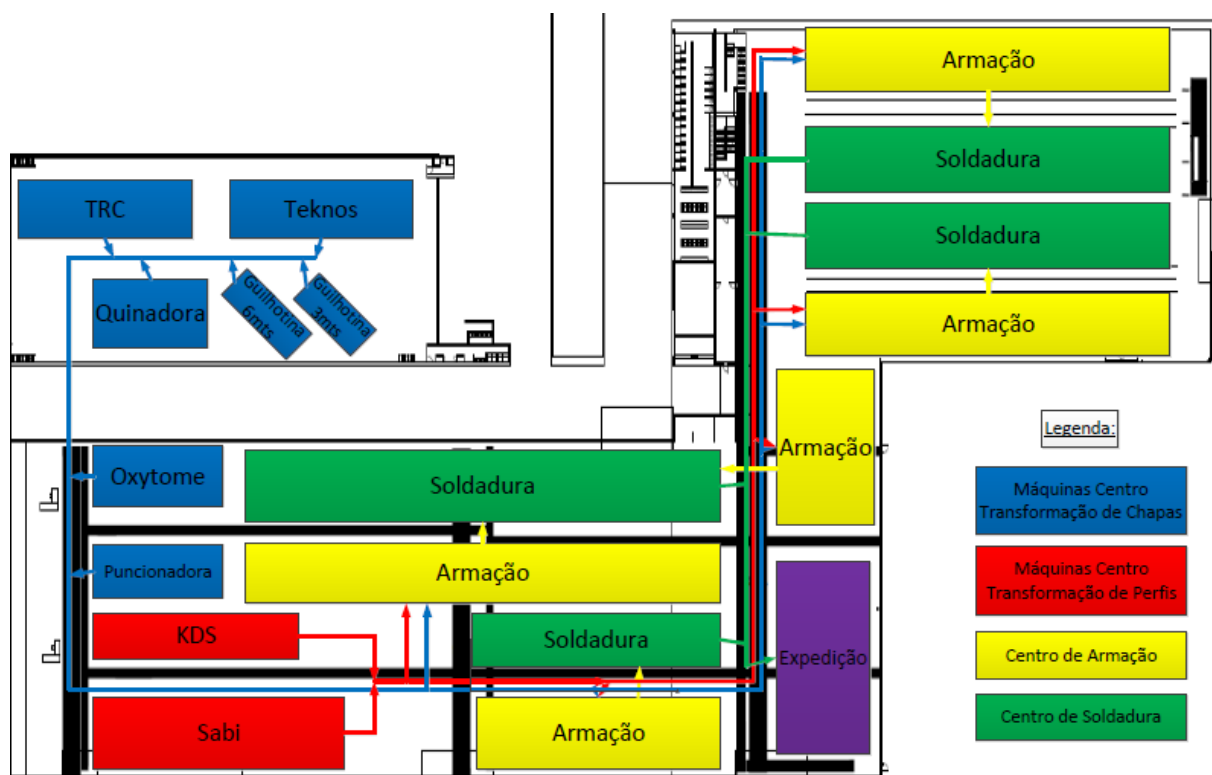 Armação
Soldadura
Soldadura
Armação
TRC
Teknos
Quinadora
Guilhotina
6mts
Guilhotina
3mts
Armação
Oxytome
Soldadura
Puncionadora
Armação
KDS
Soldadura
Expedição
Sabi
Armação
Legenda:
Máquinas Centro
Transformação de Chapas
Máquinas Centro
Transformação de Perfis
Centro de Armação
Centro de Soldadura